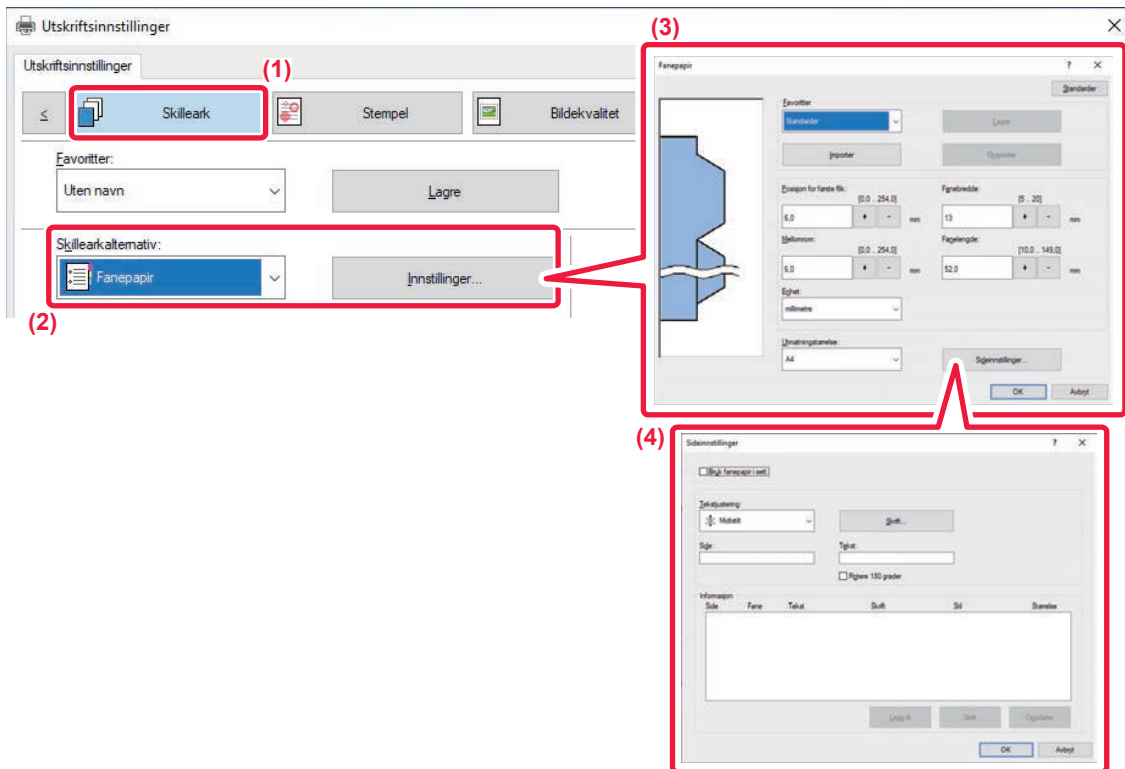 Utskriftsinnstillinger
Utskriftsinnstillinger
(1)
< Skilleark Stempel Bildekvalitet
Favoritter:
Uten navn Lagre
Skillearkalternativ:
Fanepapir Innstillinger...
(2)
(3)
Fanepapir ? ×
Standarder
Favoritter
Standarder Lagre
Importer Eksporter
Posisjon for første flik: Fanebredde:
[0,0 .. 254,0] [5 .. 20]
6,0 + - mm 13 + - mm
Mellomrom: Fagelengde:
[0,0 .. 254,0] [10,0 .. 149,0]
6,0 + - mm 52,0 + - mm
Enhet:
millimetre
Utmatningstørrelse:
A4 Sideinnstillinger...
OK Avbryt
(4)
Sideinnstillinger ? ×
Bruk fanepapir i sett
Tekstjustering:
Midtstilt Skrift...
Side: Tekst:
Rotere 180 grader
Informasjon
Side Fane Tekst Skrift Stil Størrelse
Legg til Slett Oppdater
OK Avbryt